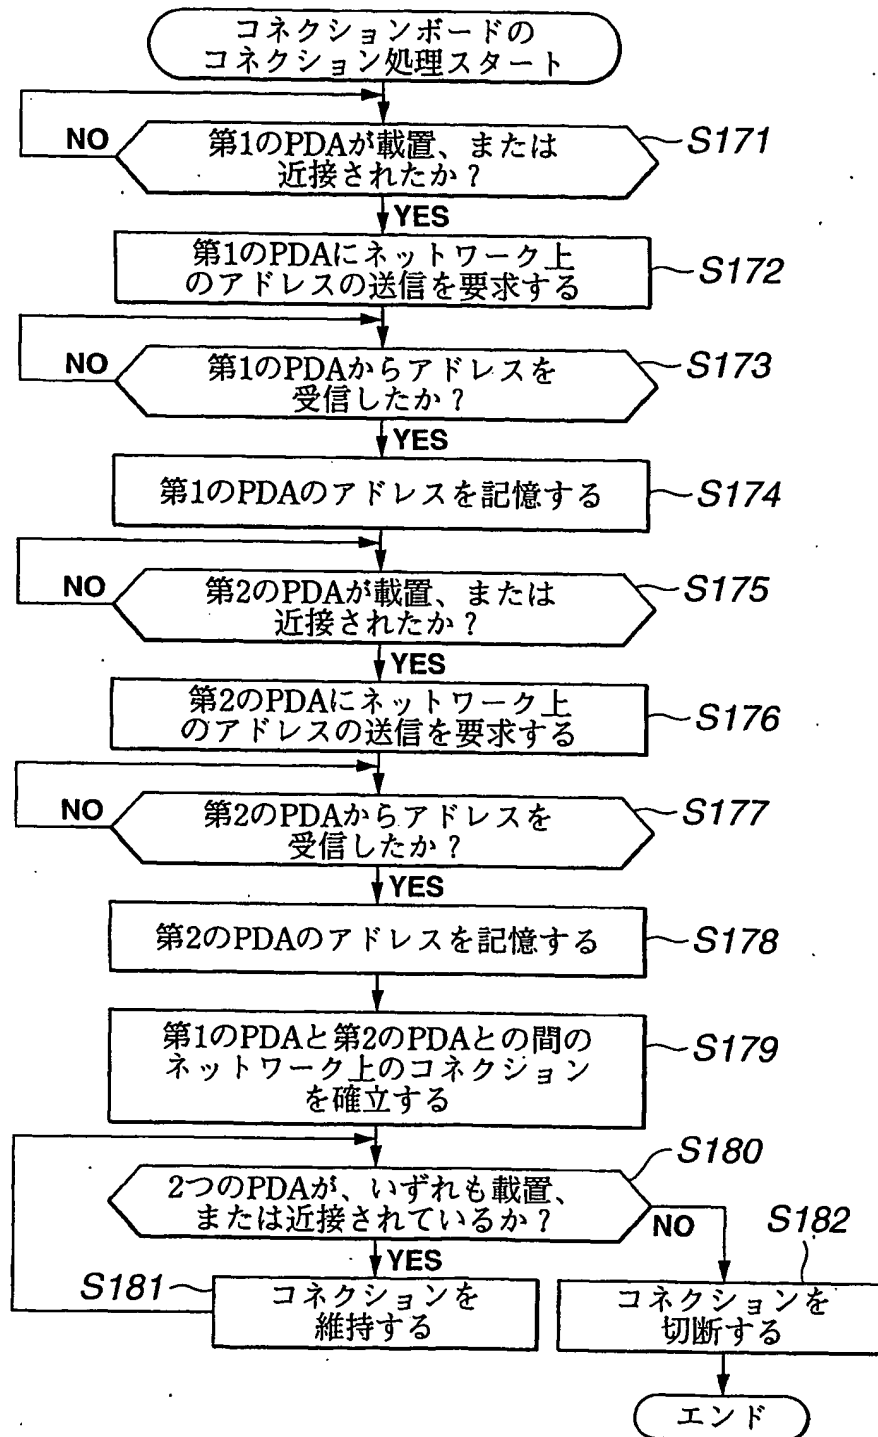 コネクションボードの
コネクション処理スタート
NO
第1のPDAが載置、または
近接されたか?
S171
YES
第1のPDAにネットワーク上
のアドレスの送信を要求する
S172
NO
第1のPDAからアドレスを
受信したか?
S173
YES
第1のPDAのアドレスを記憶する
S174
NO
第2のPDAが載置、または
近接されたか?
S175
YES
第2のPDAにネットワーク上
のアドレスの送信を要求する
S176
NO
第2のPDAからアドレスを
受信したか?
S177
YES
第2のPDAのアドレスを記憶する
S178
第1のPDAと第2のPDAとの間の
ネットワーク上のコネクション
を確立する
S179
2つのPDAが、いずれも載置、
または近接されているか?
S180
NO
YES
S181
コネクションを
維持する
S182
コネクションを
切断する
エンド